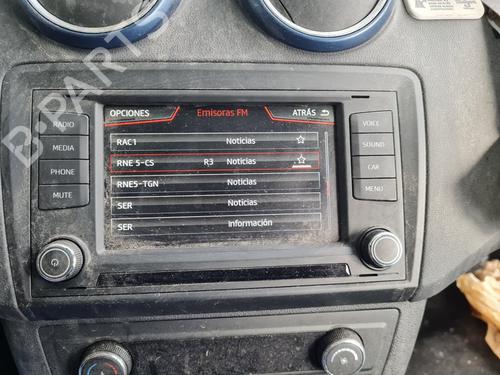 OPCIONES Emisoras FM ATRÁS
RAC1 Noticias
RNE 5-CS R3 Noticias
RNE5-TGN Noticias
SER Noticias
SER Información
RADIO
MEDIA
PHONE
MUTE
VOICE
SOUND
CAR
MENU